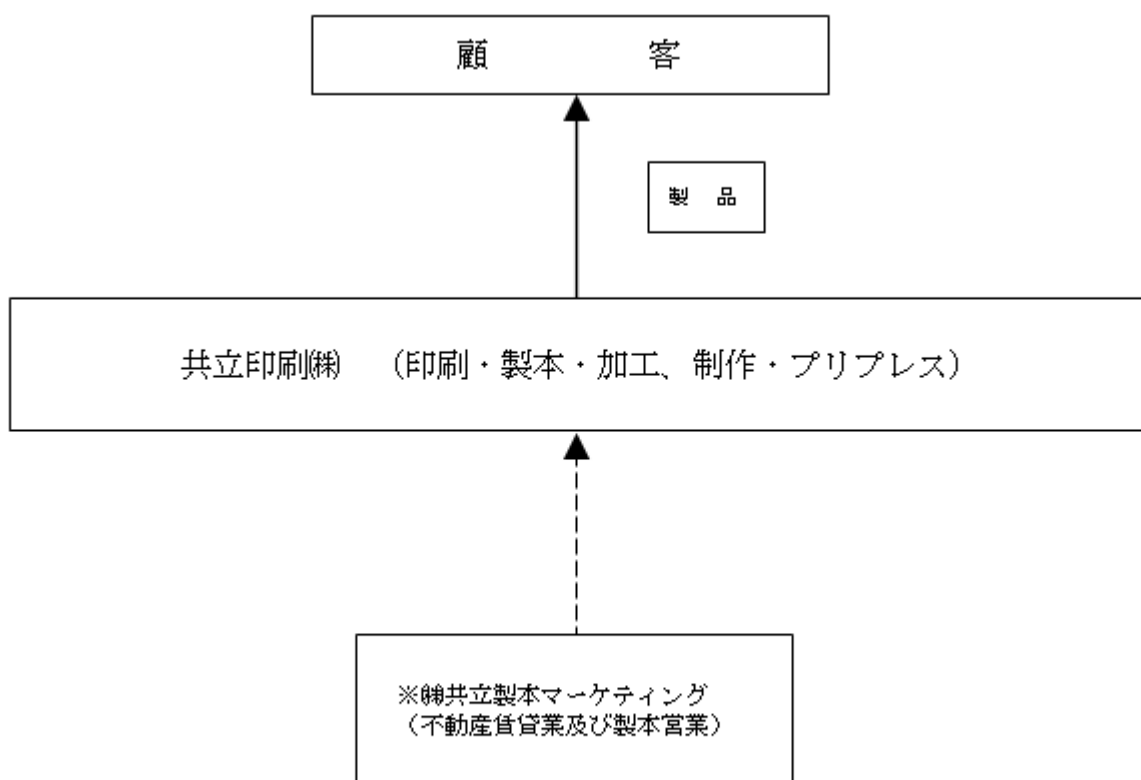 顧　　　客
製　品
共立印刷㈱　（印刷・製本・加工、制作・プリプレス）
※㈱共立製本マーケティング
（不動産賃貸業及び製本営業）